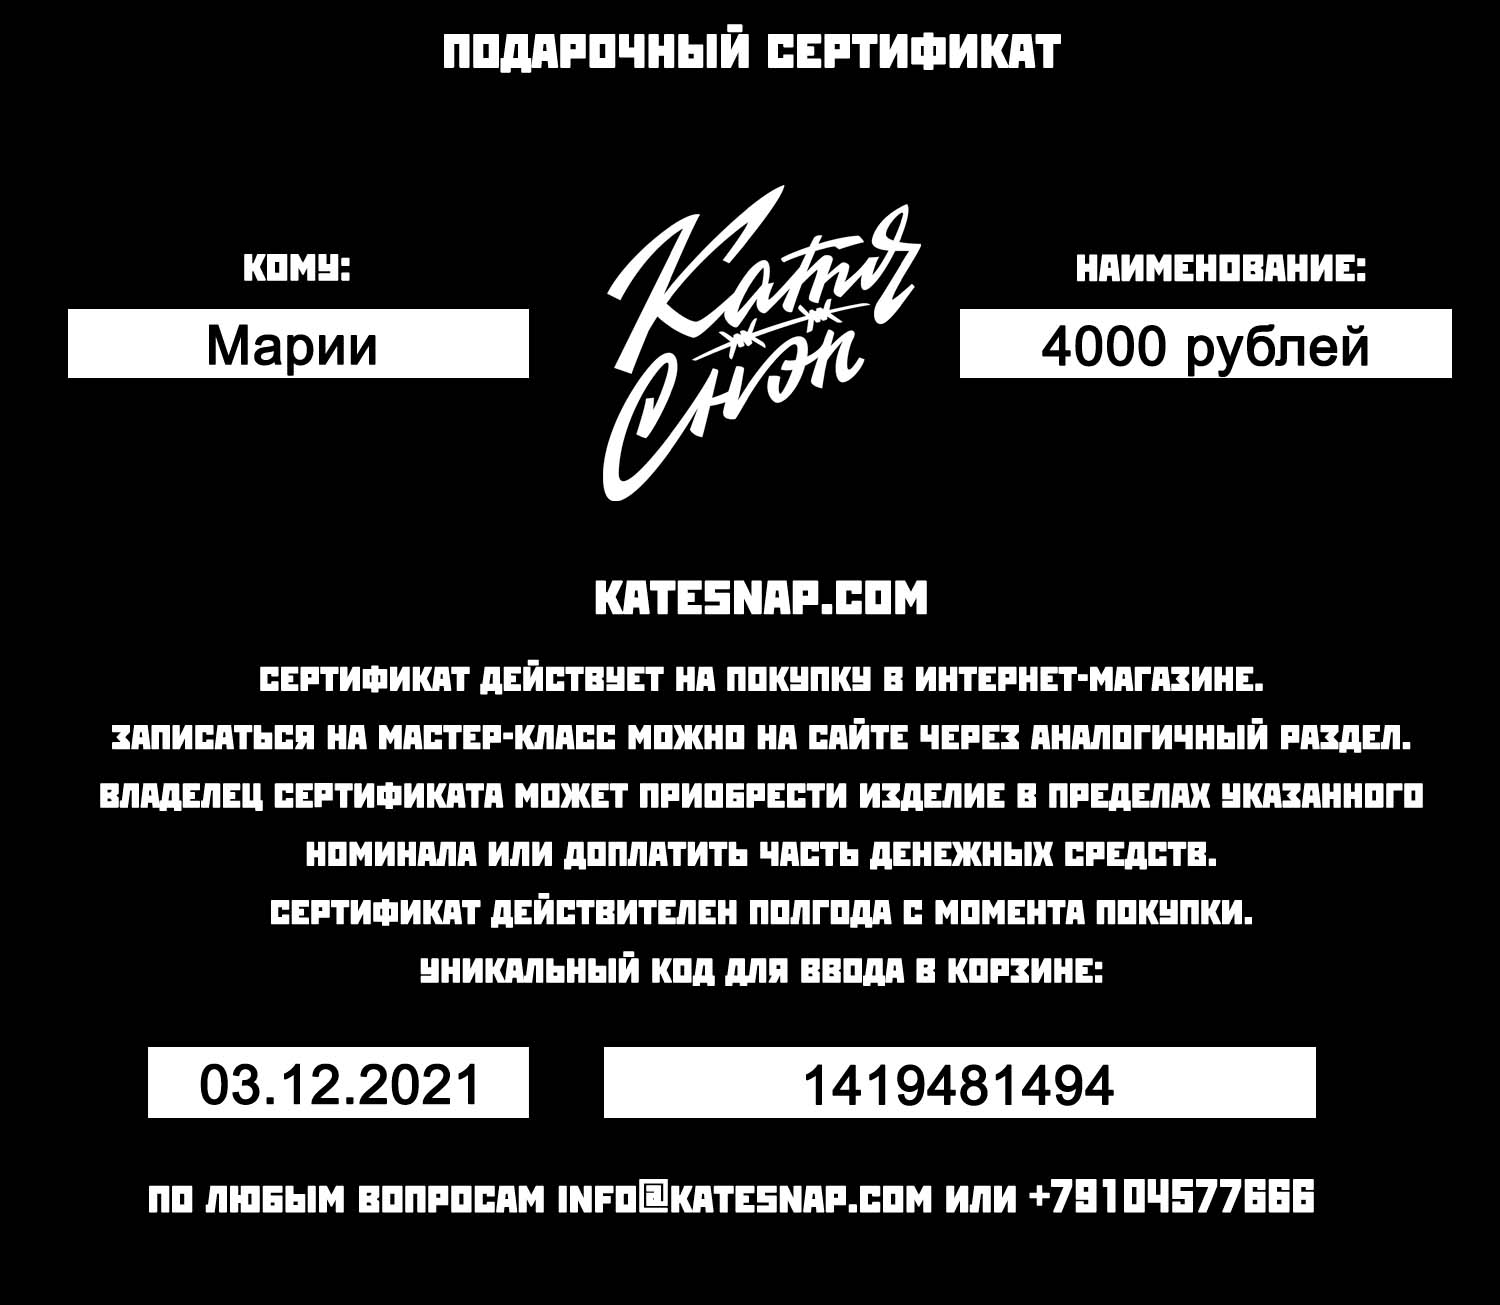 ПОДАРОЧНЫЙ СЕРТИФИКАТ
Катя
Снэп
КОМУ:
Марии
НАИМЕНОВАНИЕ:
4000 рублей
KATESNAP.COM
СЕРТИФИКАТ ДЕЙСТВУЕТ НА ПОКУПКУ В ИНТЕРНЕТ-МАГАЗИНЕ.
ЗАПИСАТЬСЯ НА МАСТЕР-КЛАСС МОЖНО НА САЙТЕ ЧЕРЕЗ АНАЛОГИЧНЫЙ РАЗДЕЛ.
ВЛАДЕЛЕЦ СЕРТИФИКАТА МОЖЕТ ПРИОБРЕСТИ ИЗДЕЛИЕ В ПРЕДЕЛАХ УКАЗАННОГО
НОМИНАЛА ИЛИ ДОПЛАТИТЬ ЧАСТЬ ДЕНЕЖНЫХ СРЕДСТВ.
СЕРТИФИКАТ ДЕЙСТВИТЕЛЕН ПОЛГОДА С МОМЕНТА ПОКУПКИ.
УНИКАЛЬНЫЙ КОД ДЛЯ ВВОДА В КОРЗИНЕ:
03.12.2021
1419481494
ПО ЛЮБЫМ ВОПРОСАМ INFO@KATESNAP.COM ИЛИ +79104577666